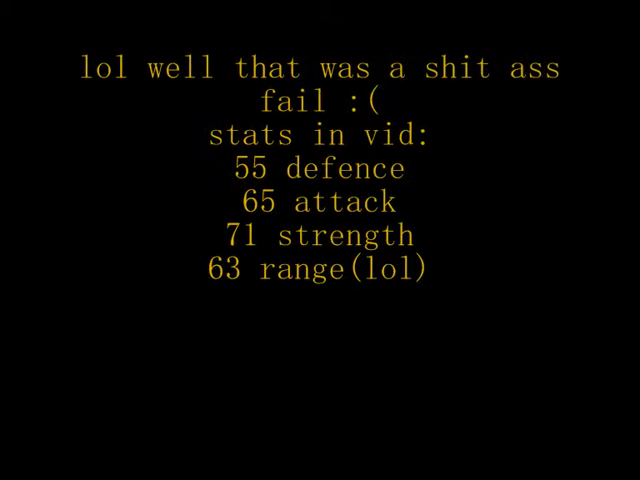 lol well that was a shit ass
fail :(
stats in vid:
55 defence
65 attack
71 strength
63 range(lol)